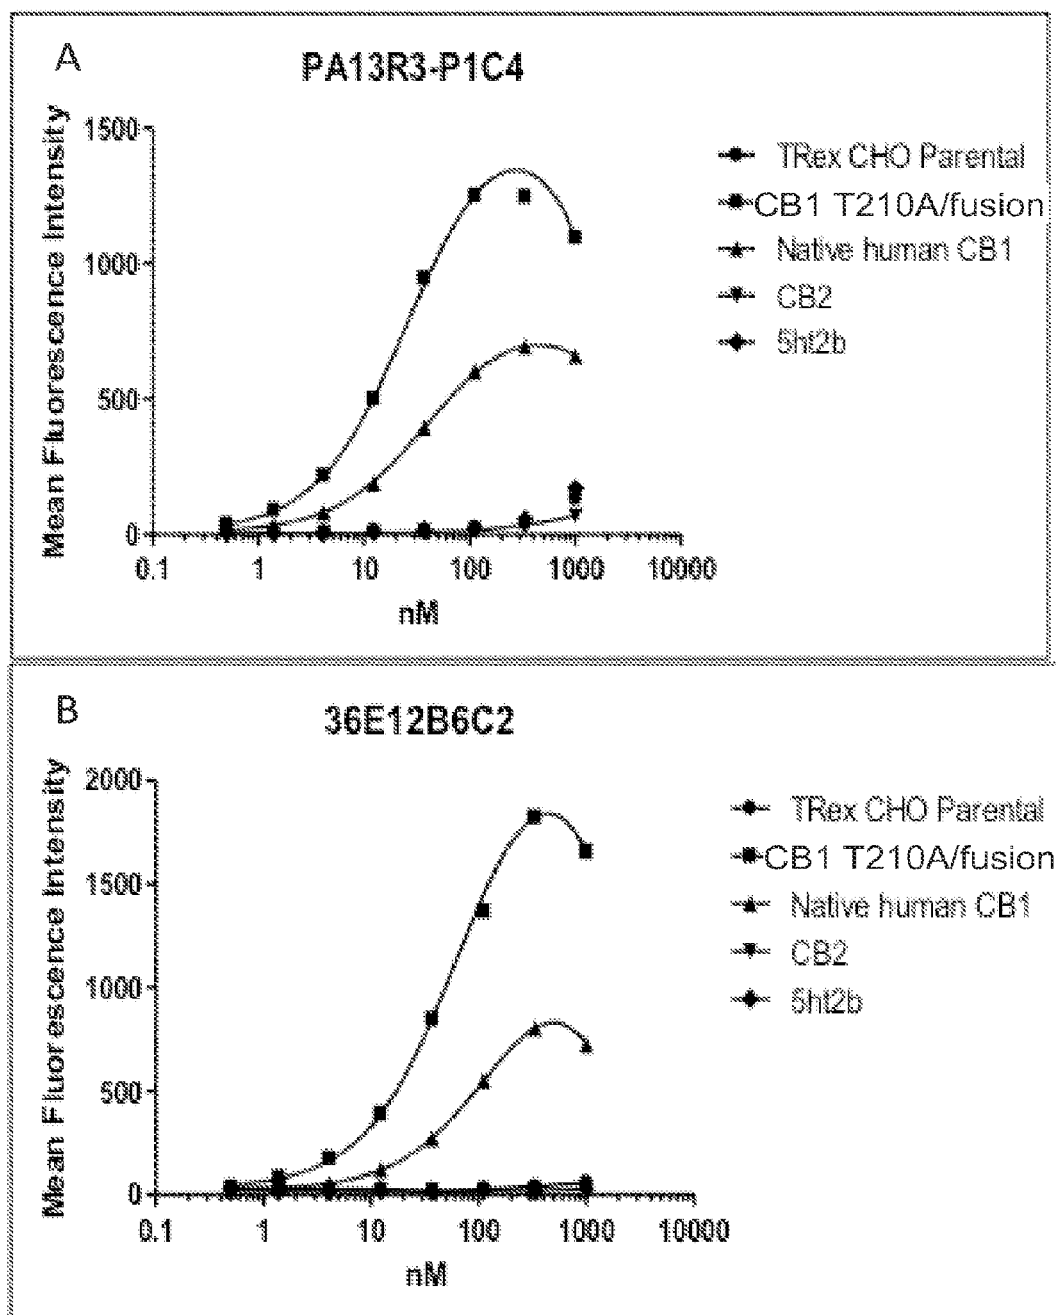 A
PA13R3-P1C4
Mean Fluorescence Intensity
1500
1000
500
0
0.1 1 10 100 1000 10000
nM
TRex CHO Parental
CB1 T210A/fusion
Native human CB1
CB2
5ht2b
B
36E12B6C2
Mean Fluorescence Intensity
2000
1500
1000
500
0
0.1 1 10 100 1000 10000
nM
TRex CHO Parental
CB1 T210A/fusion
Native human CB1
CB2
5ht2b